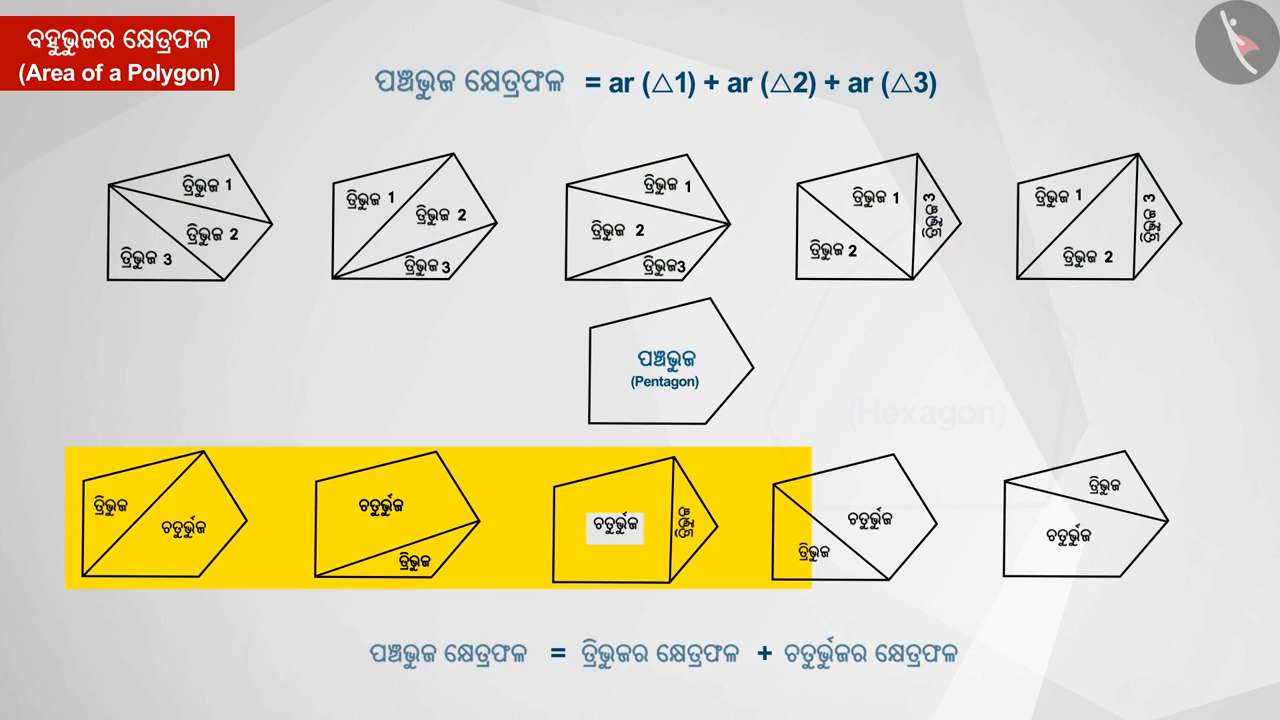 ବହୁଭୁଜର କ୍ଷେତ୍ରଫଳ
(Area of a Polygon)
ପଞ୍ଚଭୁଜ କ୍ଷେତ୍ରଫଳ = ar (△1) + ar (△2) + ar (△3)
ତ୍ରିଭୁଜ 1
ତ୍ରିଭୁଜ 2
ତ୍ରିଭୁଜ 3
ତ୍ରିଭୁଜ 1
ତ୍ରିଭୁଜ 2
ତ୍ରିଭୁଜ 3
ତ୍ରିଭୁଜ 1
ତ୍ରିଭୁଜ 2
ତ୍ରିଭୁଜ3
ତ୍ରିଭୁଜ 1
ତ୍ରିଭୁଜ 2
ତ୍ରିଭୁଜ 3
ତ୍ରିଭୁଜ 1
ତ୍ରିଭୁଜ 2
ତ୍ରିଭୁଜ 3
ପଞ୍ଚଭୁଜ
(Pentagon)
(Hexagon)
ତ୍ରିଭୁଜ
ଚତୁର୍ଭୁଜ
ଚତୁର୍ଭୁଜ
ତ୍ରିଭୁଜ
ଚତୁର୍ଭୁଜ
ତ୍ରିଭୁଜ
ଚତୁର୍ଭୁଜ
ତ୍ରିଭୁଜ
ତ୍ରିଭୁଜ
ଚତୁର୍ଭୁଜ
ପଞ୍ଚଭୁଜ କ୍ଷେତ୍ରଫଳ = ତ୍ରିଭୁଜର କ୍ଷେତ୍ରଫଳ + ଚତୁର୍ଭୁଜର କ୍ଷେତ୍ରଫଳ